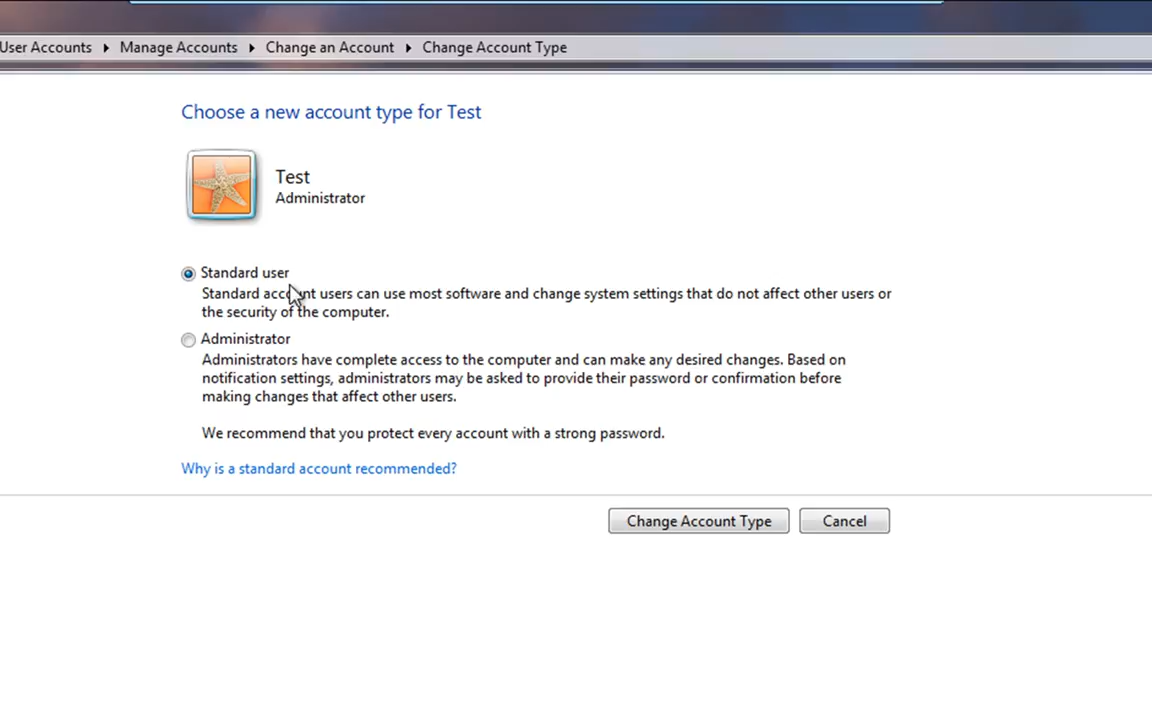 User Accounts ▸ Manage Accounts ▸ Change an Account ▸ Change Account Type
Choose a new account type for Test
Test
Administrator
Standard user
Standard account users can use most software and change system settings that do not affect other users or
the security of the computer.
Administrator
Administrators have complete access to the computer and can make any desired changes. Based on
notification settings, administrators may be asked to provide their password or confirmation before
making changes that affect other users.
We recommend that you protect every account with a strong password.
Why is a standard account recommended?
Change Account Type Cancel